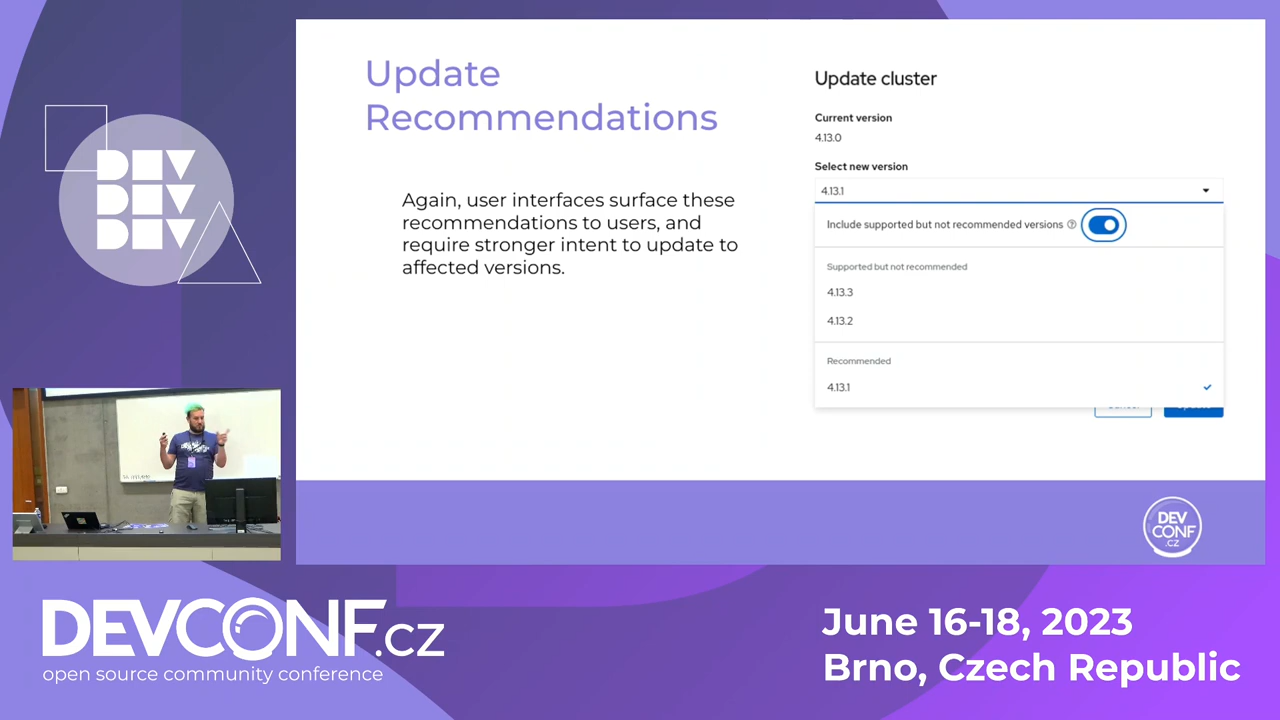 Update
Recommendations
Again, user interfaces surface these
recommendations to users, and
require stronger intent to update to
affected versions.
Update cluster
Current version
4.13.0
Select new version
4.13.1
Include supported but not recommended versions
Supported but not recommended
4.13.3
4.13.2
Recommended
4.13.1
DEV
DEV
DEV
DEV
CONF
.CZ
DEVCONF.CZ
open source community conference
June 16-18, 2023
Brno, Czech Republic